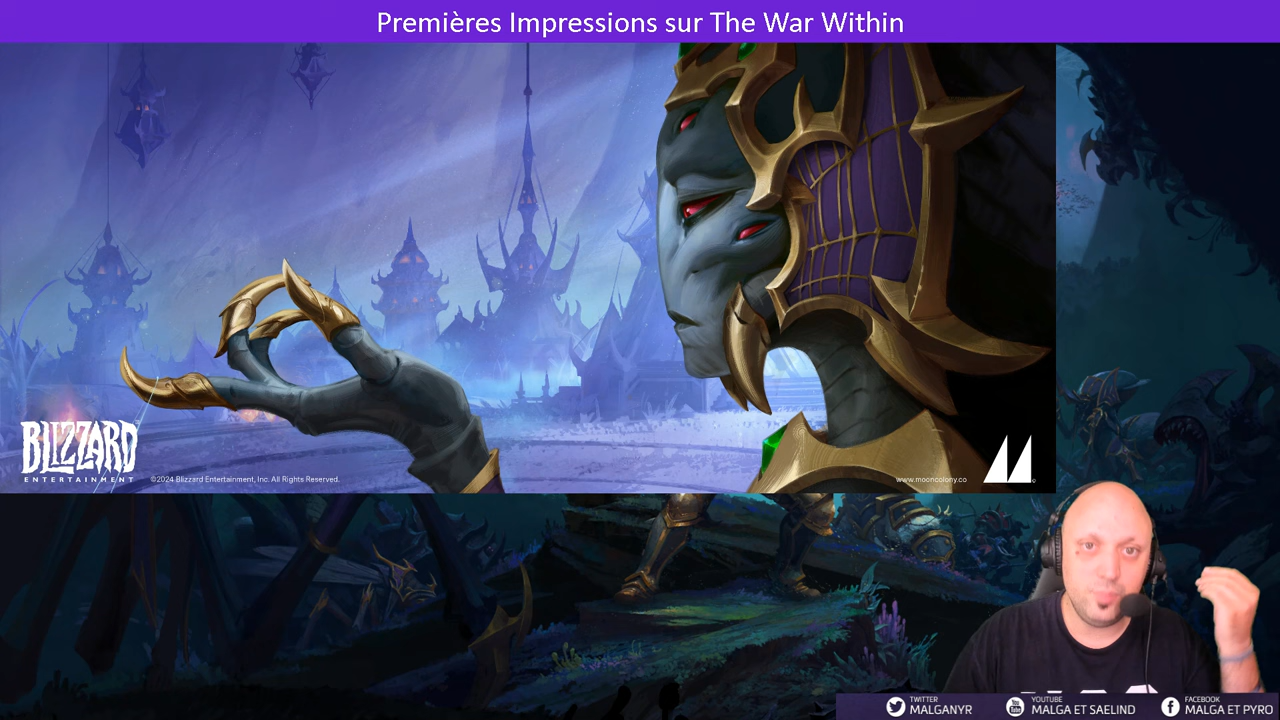 Premières Impressions sur The War Within
BLIZZARD
ENTERTAINMENT
©2024 Blizzard Entertainment, Inc. All Rights Reserved.
www.mooncolony.co
TWITTER
MALGANYR
YOUTUBE
MALGA ET SAELIND
FACEBOOK
MALGA ET PYRO